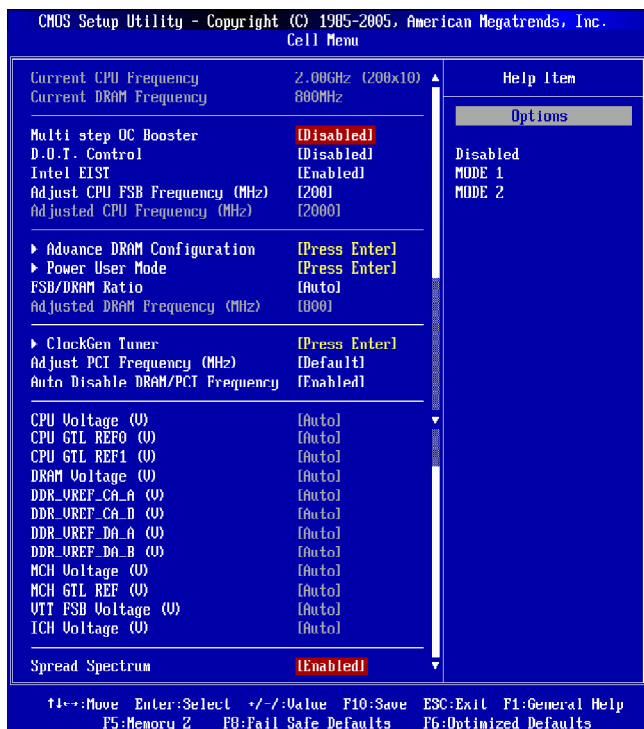 CMOS Setup Utility - Copyright (C) 1985-2005, American Megatrends, Inc.
Cell Menu
Current CPU Frequency 2.00GHz (200x10)
Current DRAM Frequency 800MHz
Multi step OC Booster [Disabled]
D.O.T. Control [Disabled]
Intel EIST [Enabled]
Adjust CPU FSB Frequency (MHz) [200]
Adjusted CPU Frequency (MHz) [2000]
▸ Advance DRAM Configuration [Press Enter]
▸ Power User Mode [Press Enter]
FSB/DRAM Ratio [Auto]
Adjusted DRAM Frequency (MHz) [800]
▸ ClockGen Tuner [Press Enter]
Adjust PCI Frequency (MHz) [Default]
Auto Disable DRAM/PCI Frequency [Enabled]
CPU Voltage (V) [Auto]
CPU GTL REF0 (V) [Auto]
CPU GTL REF1 (V) [Auto]
DRAM Voltage (V) [Auto]
DDR_VREF_CA_A (V) [Auto]
DDR_VREF_CA_B (V) [Auto]
DDR_VREF_DA_A (V) [Auto]
DDR_VREF_DA_B (V) [Auto]
MCH Voltage (V) [Auto]
MCH GTL REF (V) [Auto]
VTT FSB Voltage (V) [Auto]
ICH Voltage (V) [Auto]
Spread Spectrum [Enabled]
Help Item
Options
Disabled
MODE 1
MODE 2
↑↓←→:Move Enter:Select +/-/:Value F10:Save ESC:Exit F1:General Help
F5:Memory Z F8:Fail Safe Defaults F6:Optimized Defaults